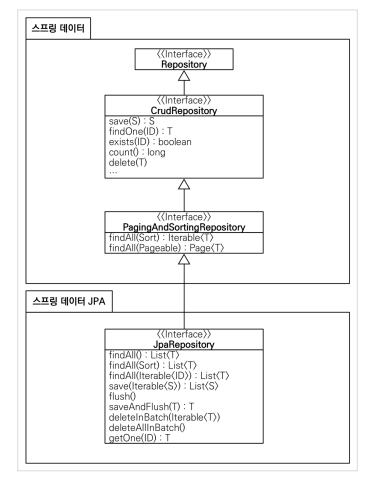 스프링 데이터
《Interface》
Repository
《Interface》
CrudRepository
save(S) : S
findOne(ID) : T
exists(ID) : boolean
count() : long
delete(T)
...
《Interface》
PagingAndSortingRepository
findAll(Sort) : Iterable〈T〉
findAll(Pageable) : Page〈T〉
스프링 데이터 JPA
《Interface》
JpaRepository
findAll() : List〈T〉
findAll(Sort) : List〈T〉
findAll(Iterable〈ID〉) : List〈T〉
save(Iterable〈S〉) : List〈S〉
flush()
saveAndFlush(T) : T
deleteInBatch(Iterable〈T〉)
deleteAllInBatch()
getOne(ID) : T